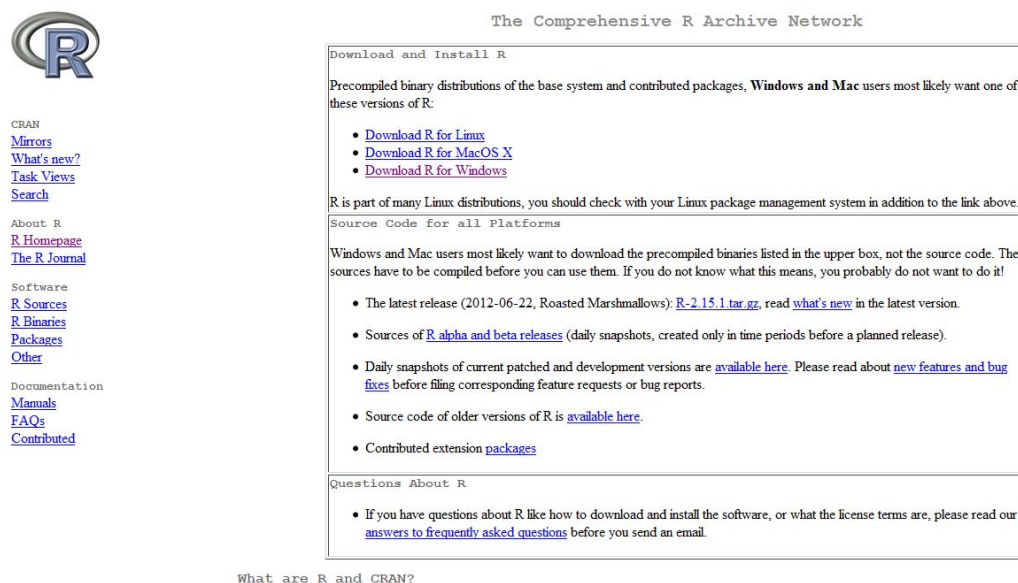 R
CRAN
Mirrors
What's new?
Task Views
Search
About R
R Homepage
The R Journal
Software
R Sources
R Binaries
Packages
Other
Documentation
Manuals
FAQs
Contributed
The Comprehensive R Archive Network
Download and Install R
Precompiled binary distributions of the base system and contributed packages, Windows and Mac users most likely want one of
these versions of R:
• Download R for Linux
• Download R for MacOS X
• Download R for Windows
R is part of many Linux distributions, you should check with your Linux package management system in addition to the link above.
Source Code for all Platforms
Windows and Mac users most likely want to download the precompiled binaries listed in the upper box, not the source code. The
sources have to be compiled before you can use them. If you do not know what this means, you probably do not want to do it!
• The latest release (2012-06-22, Roasted Marshmallows): R-2.15.1.tar.gz, read what's new in the latest version.
• Sources of R alpha and beta releases (daily snapshots, created only in time periods before a planned release).
• Daily snapshots of current patched and development versions are available here. Please read about new features and bug
fixes before filing corresponding feature requests or bug reports.
• Source code of older versions of R is available here.
• Contributed extension packages
Questions About R
• If you have questions about R like how to download and install the software, or what the license terms are, please read our
answers to frequently asked questions before you send an email.
What are R and CRAN?